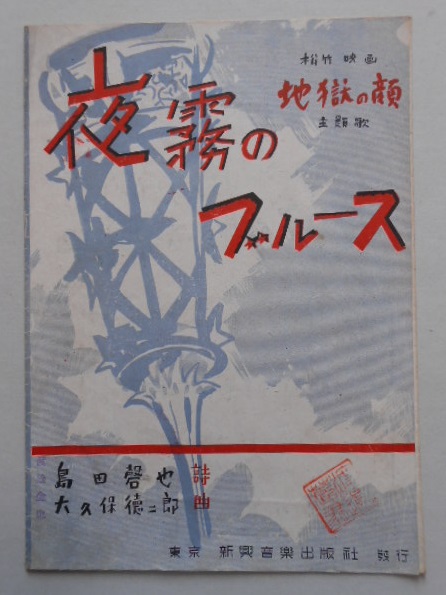 松竹映画
地獄の顔
主題歌
夜霧の
ブルース
島田磬也 詩
大久保德二郎 曲
東京 新興音楽出版社 発行